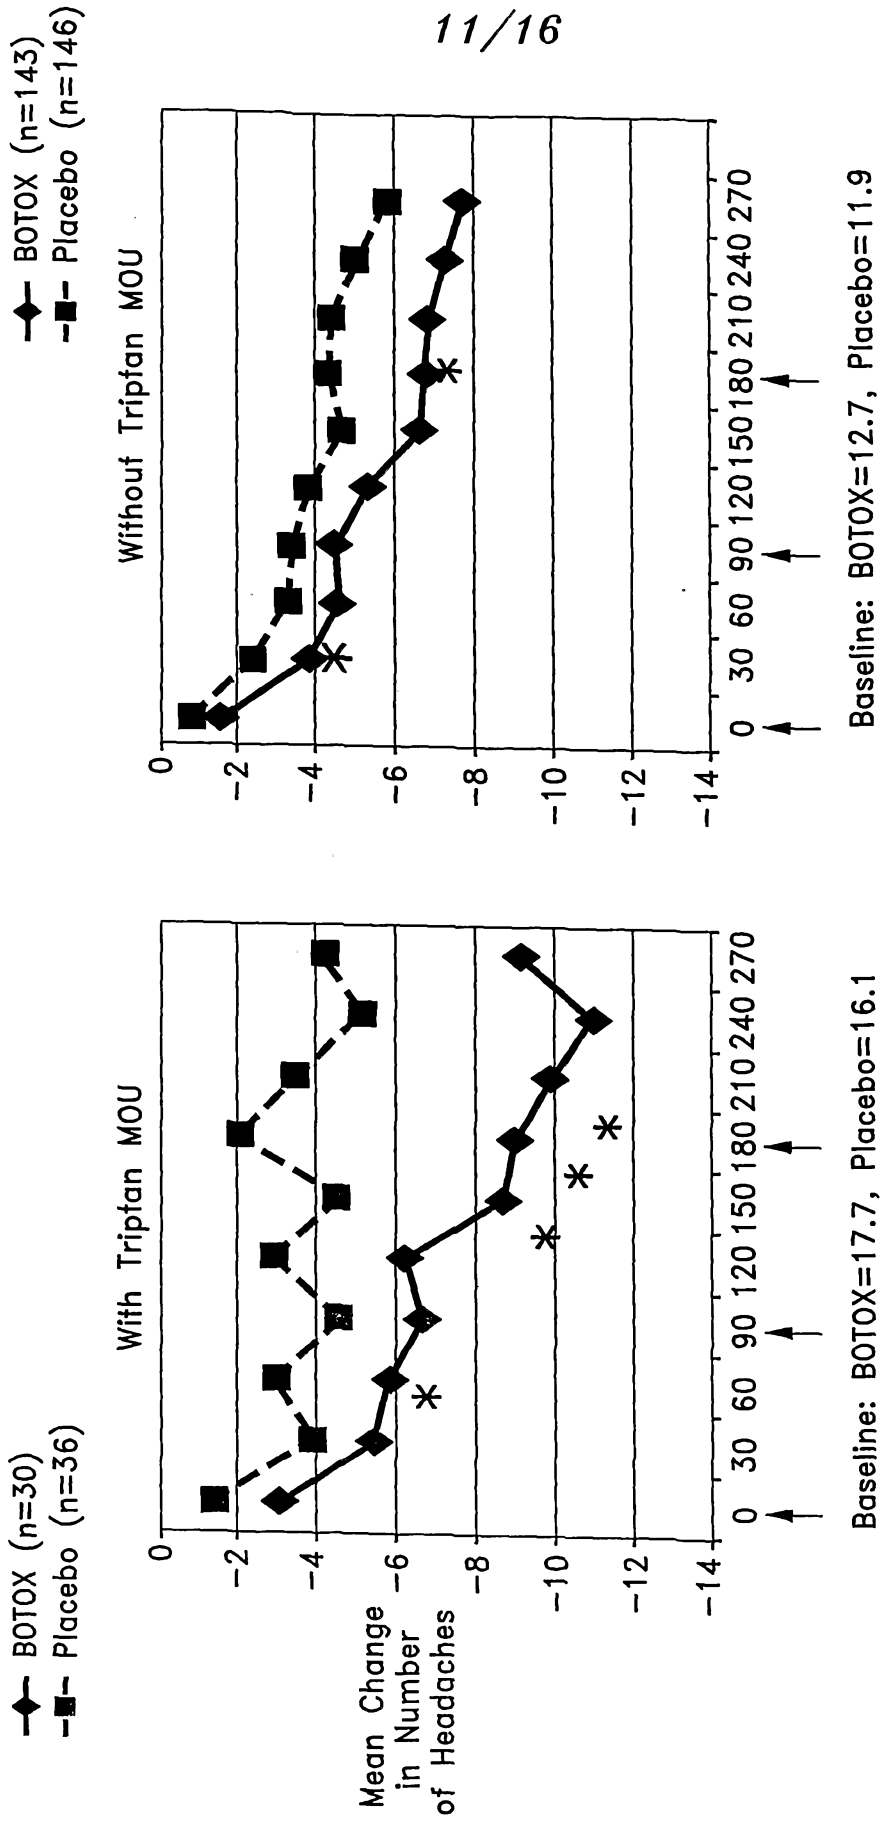 11/16
BOTOX (n=30)
Placebo (n=36)
With Triptan MOU
Mean Change
in Number
of Headaches
0
-2
-4
-6
-8
-10
-12
-14
0 30 60 90 120 150 180 210 240 270
Baseline: BOTOX=17.7, Placebo=16.1
BOTOX (n=143)
Placebo (n=146)
Without Triptan MOU
0
-2
-4
-6
-8
-10
-12
-14
0 30 60 90 120 150 180 210 240 270
Baseline: BOTOX=12.7, Placebo=11.9